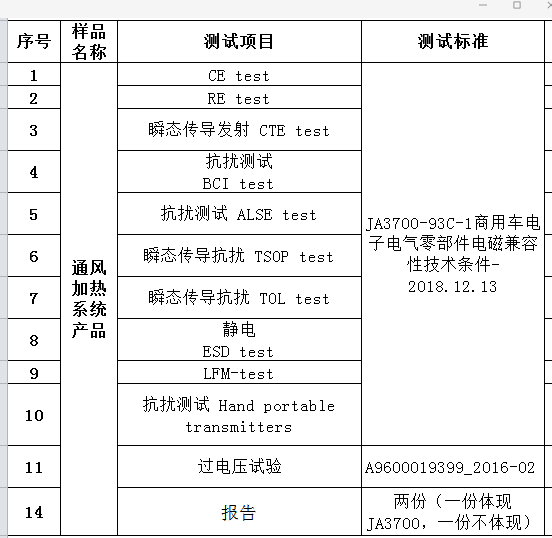 序号 样品名称 测试项目 测试标准
1 CE test
2 RE test
3 瞬态传导发射 CTE test
4 抗扰测试
BCI test
5 抗扰测试 ALSE test
6 瞬态传导抗扰 TSOP test
7 瞬态传导抗扰 TOL test
8 静电
ESD test
9 LFM-test
10 抗扰测试 Hand portable
transmitters
11 过电压试验 A9600019399_2016-02
14 报告 两份（一份体现
JA3700，一份不体现）
通风
加热
系统
产品
JA3700-93C-1商用车电
子电气零部件电磁兼容
性技术条件-
2018.12.13